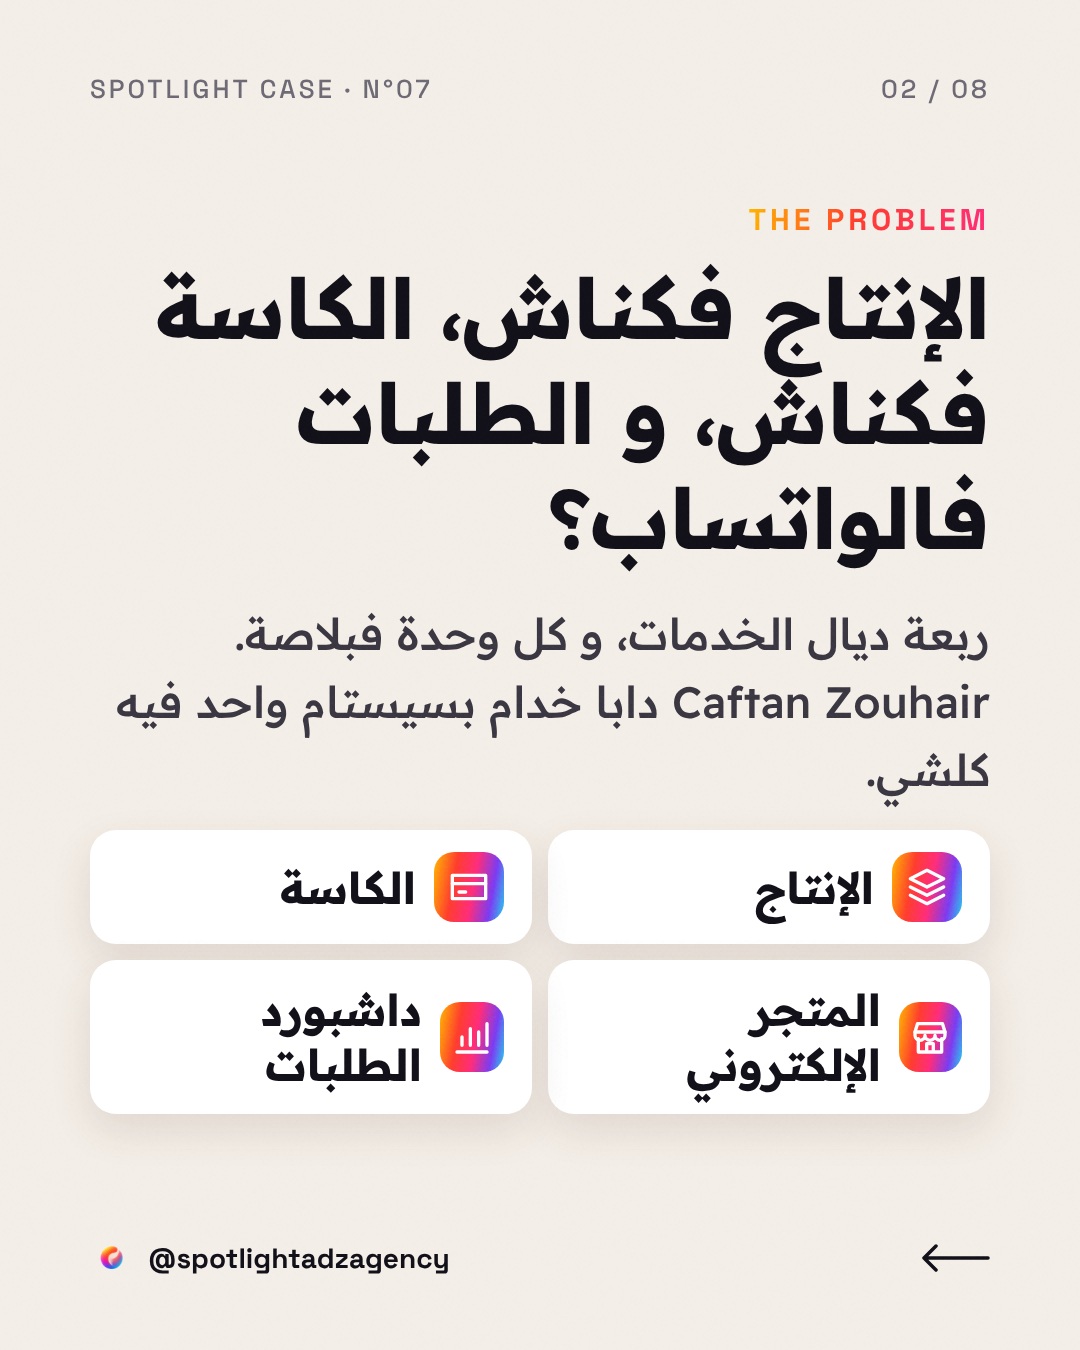 SPOTLIGHT CASE · N°07
02 / 08
THE PROBLEM
الإنتاج فكناش، الكاسة
فكناش، و الطلبات
فالواتساب؟
ربعة ديال الخدمات، و كل وحدة فبلاصة.
Caftan Zouhair دابا خدام بسيستام واحد فيه
كلشي.
الإنتاج
الكاسة
المتجر
الإلكتروني
داشبورد
الطلبات
@spotlightadzagency